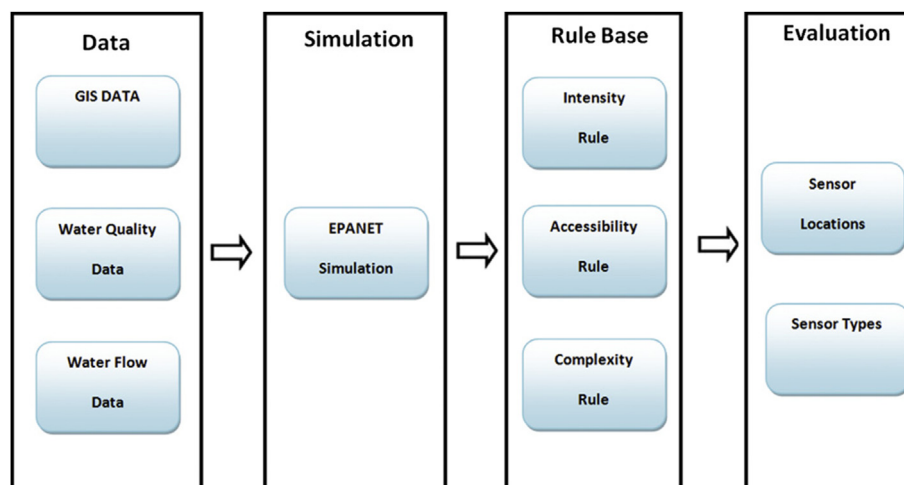 Data
GIS DATA
Water Quality
Data
Water Flow
Data
Simulation
EPANET
Simulation
Rule Base
Intensity
Rule
Accessibility
Rule
Complexity
Rule
Evaluation
Sensor
Locations
Sensor Types